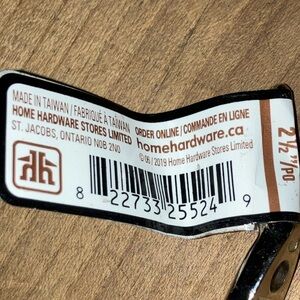 MADE IN TAIWAN / FABRIQUÉ À TAÏWAN
HOME HARDWARE STORES LIMITED
ST. JACOBS, ONTARIO N0B 2N0
ORDER ONLINE / COMMANDE EN LIGNE
homehardware.ca
© 06 / 2019 Home Hardware Stores Limited
8 22733 25524 9
2 1/2"/PO